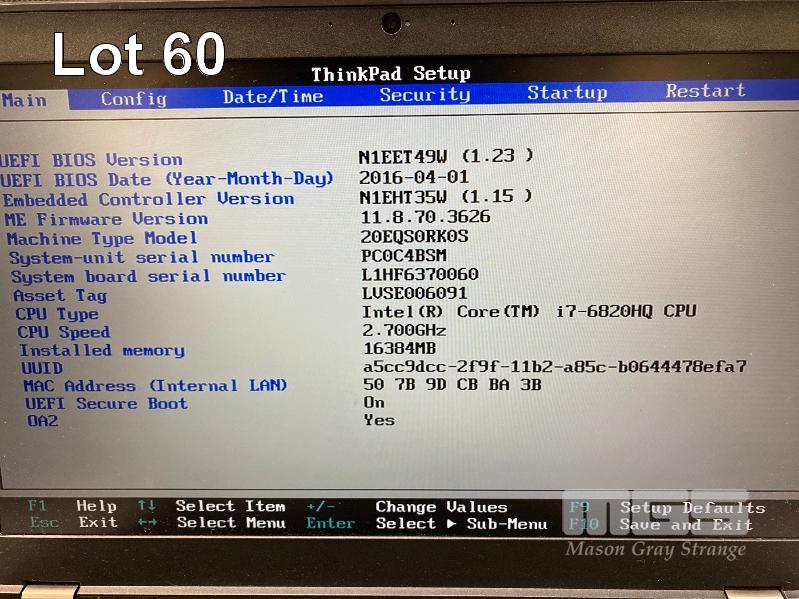 Lot 60
ThinkPad Setup
Main Config Date/Time Security Startup Restart
UEFI BIOS Version N1EET49W (1.23 )
UEFI BIOS Date (Year-Month-Day) 2016-04-01
Embedded Controller Version N1EHT35W (1.15 )
ME Firmware Version 11.8.70.3626
Machine Type Model 20EQS0RK0S
System-unit serial number PC0C4BSM
System board serial number L1HF6370060
Asset Tag LVSE006091
CPU Type Intel(R) Core(TM) i7-6820HQ CPU
CPU Speed 2.700GHz
Installed memory 16384MB
UUID a5cc9dcc-2f9f-11b2-a85c-b0644478efa7
MAC Address (Internal LAN) 50 7B 9D CB BA 3B
UEFI Secure Boot On
OA2 Yes
F1 Help ↑↓ Select Item +/- Change Values F9 Setup Defaults
Esc Exit ←→ Select Menu Enter Select ▶ Sub-Menu F10 Save and Exit
MGS
Mason Gray Strange